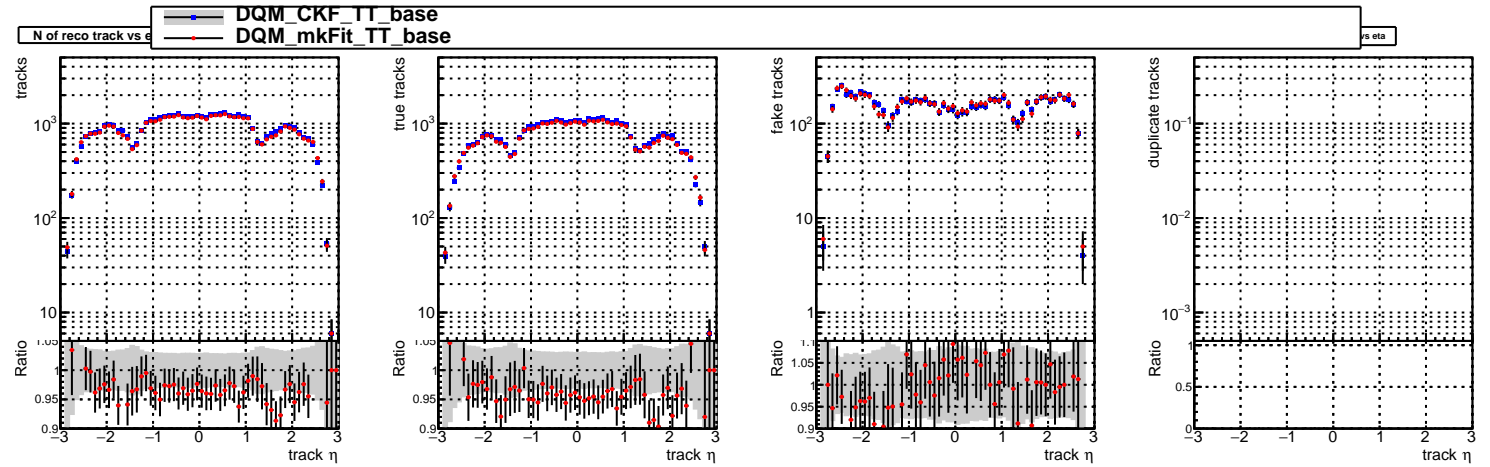 DQM_CKF_TT_base
DQM_mkFit_TT_base
N of reco track vs e
vs eta
tracks
10³
10²
10
Ratio
1.05
1
0.95
0.9
−3 −2 −1 0 1 2 3
track η
true tracks
10³
10²
10
Ratio
1.05
1
0.95
0.9
−3 −2 −1 0 1 2 3
track η
fake tracks
10²
10
1
Ratio
1.1
1.05
1
0.95
0.9
−3 −2 −1 0 1 2 3
track η
duplicate tracks
10⁻¹
10⁻²
10⁻³
Ratio
1
0.5
0
−3 −2 −1 0 1 2 3
track η